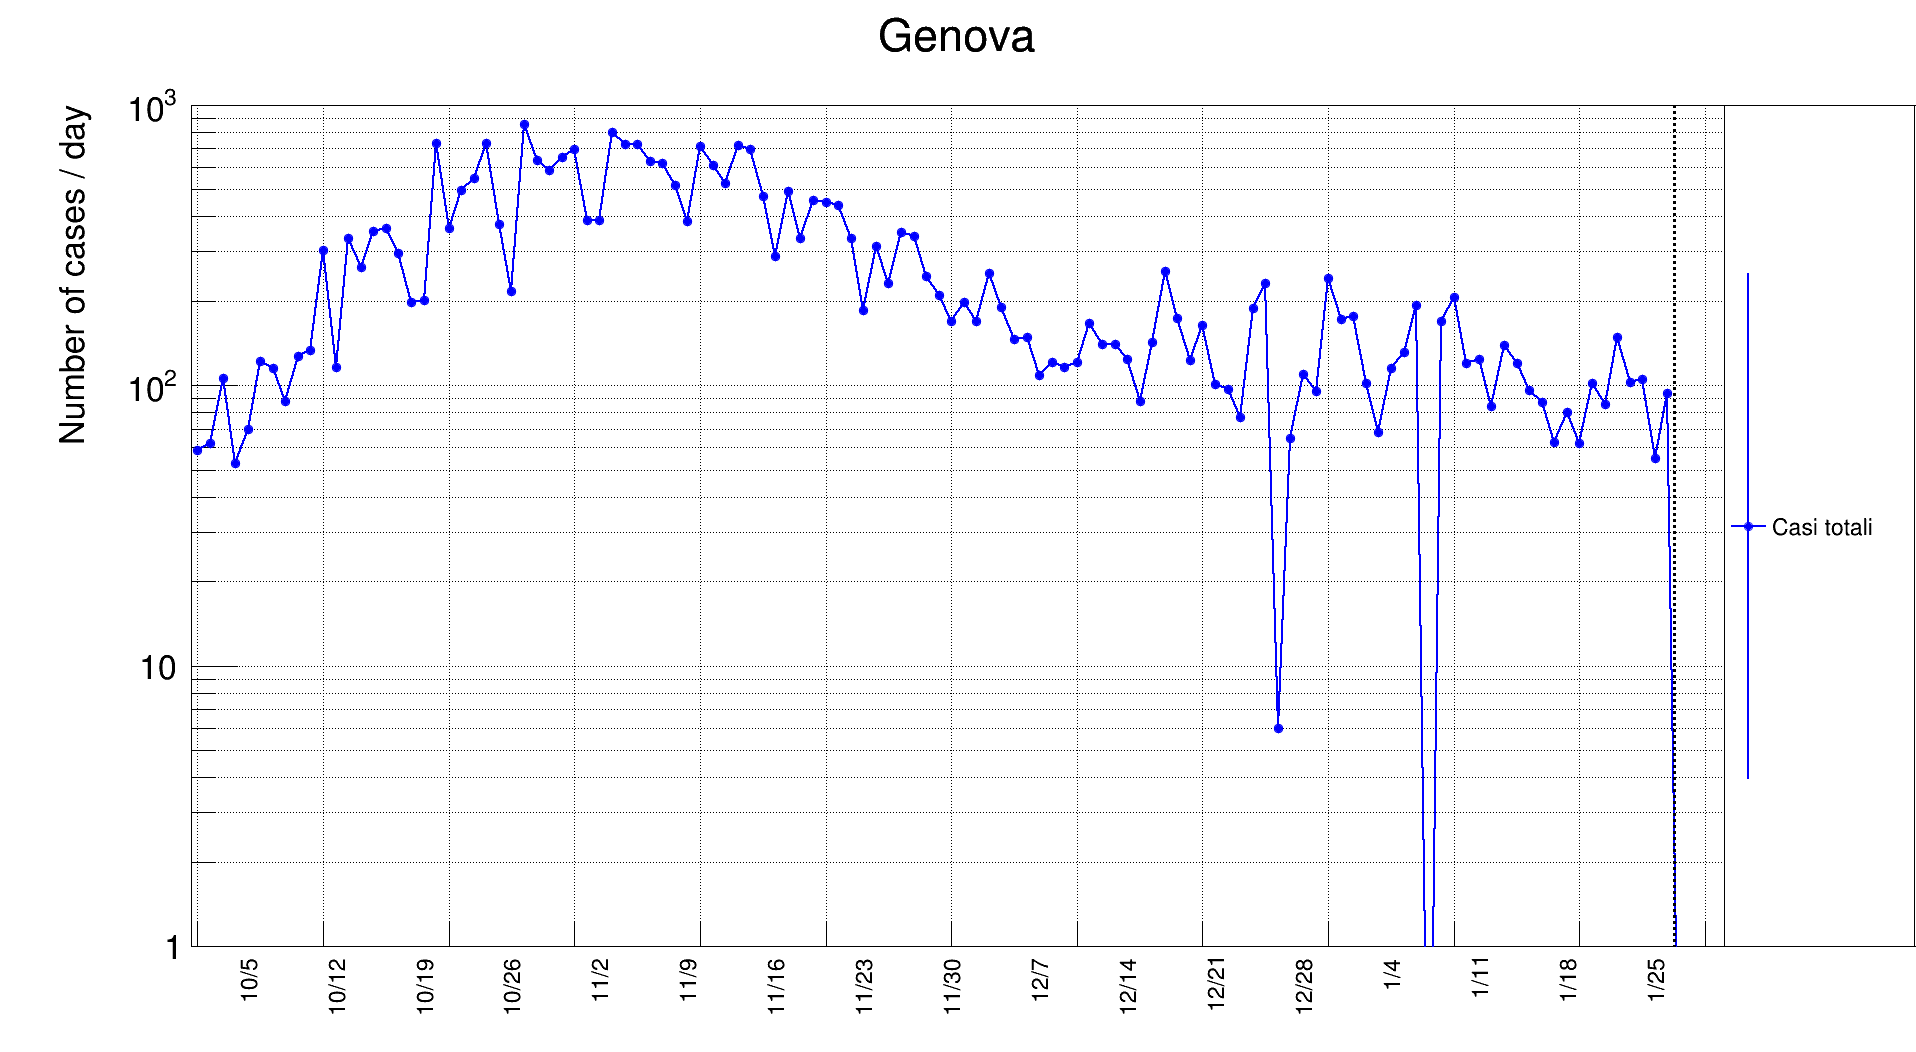 Genova
Number of cases / day
10³
10²
10
1
10/5 10/12 10/19 10/26 11/2 11/9 11/16 11/23 11/30 12/7 12/14 12/21 12/28 1/4 1/11 1/18 1/25
Casi totali